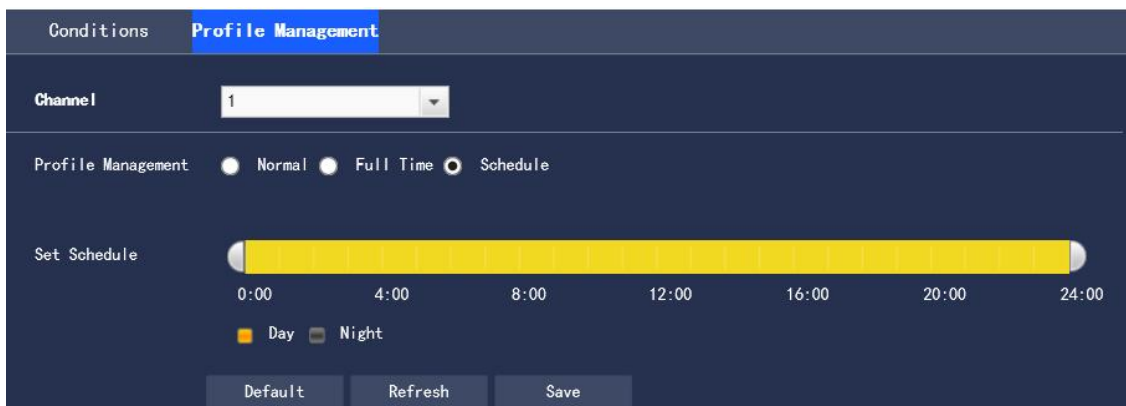 Conditions Profile Management
Channel 1
Profile Management Normal Full Time Schedule
Set Schedule
0:00 4:00 8:00 12:00 16:00 20:00 24:00
Day Night
Default Refresh Save